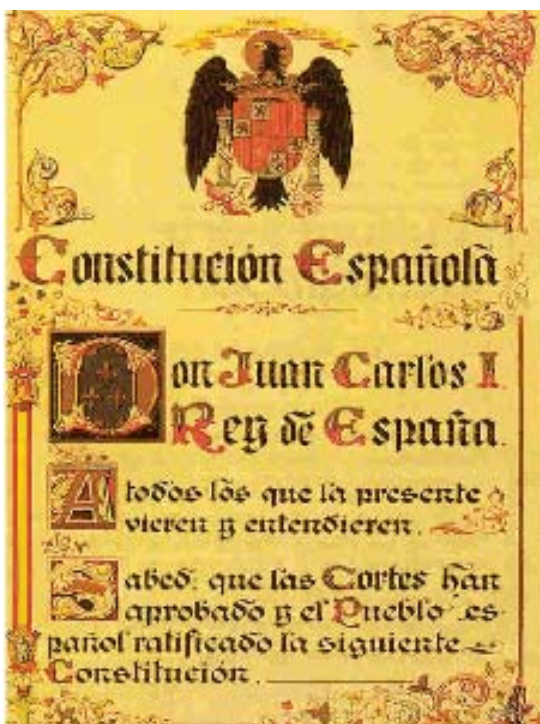 Constitución Española
Don Juan Carlos I.
Rey de España.
A todos los que la presente
vieren y entendieren.
Sabed: que las Cortes han
aprobado y el Pueblo es-
pañol ratificado la siguiente
Constitución.